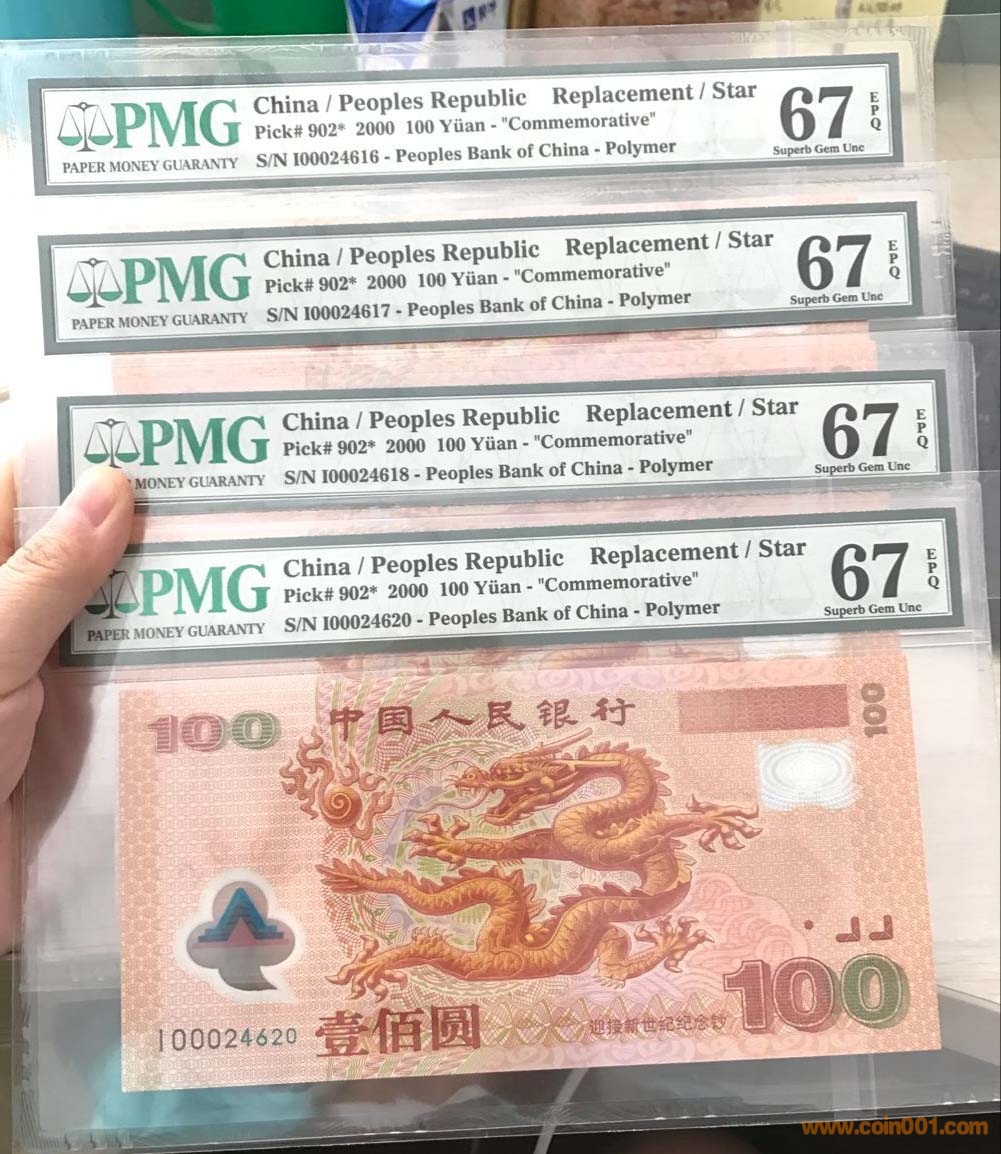 PMG
PAPER MONEY GUARANTY
China / Peoples Republic Replacement / Star
Pick# 902* 2000 100 Yüan - "Commemorative"
S/N I00024616 - Peoples Bank of China - Polymer
67
EPQ
Superb Gem Unc
PMG
PAPER MONEY GUARANTY
China / Peoples Republic Replacement / Star
Pick# 902* 2000 100 Yüan - "Commemorative"
S/N I00024617 - Peoples Bank of China - Polymer
67
EPQ
Superb Gem Unc
PMG
MONEY GUARANTY
China / Peoples Republic Replacement / Star
Pick# 902* 2000 100 Yüan - "Commemorative"
S/N I00024618 - Peoples Bank of China - Polymer
67
EPQ
Superb Gem Unc
PMG
PAPER MONEY GUARANTY
China / Peoples Republic Replacement / Star
Pick# 902* 2000 100 Yüan - "Commemorative"
S/N I00024620 - Peoples Bank of China - Polymer
67
EPQ
Superb Gem Unc
100
中国人民银行
100
100
I00024620
壹佰圆
迎接新世纪纪念钞
www.coin001.com